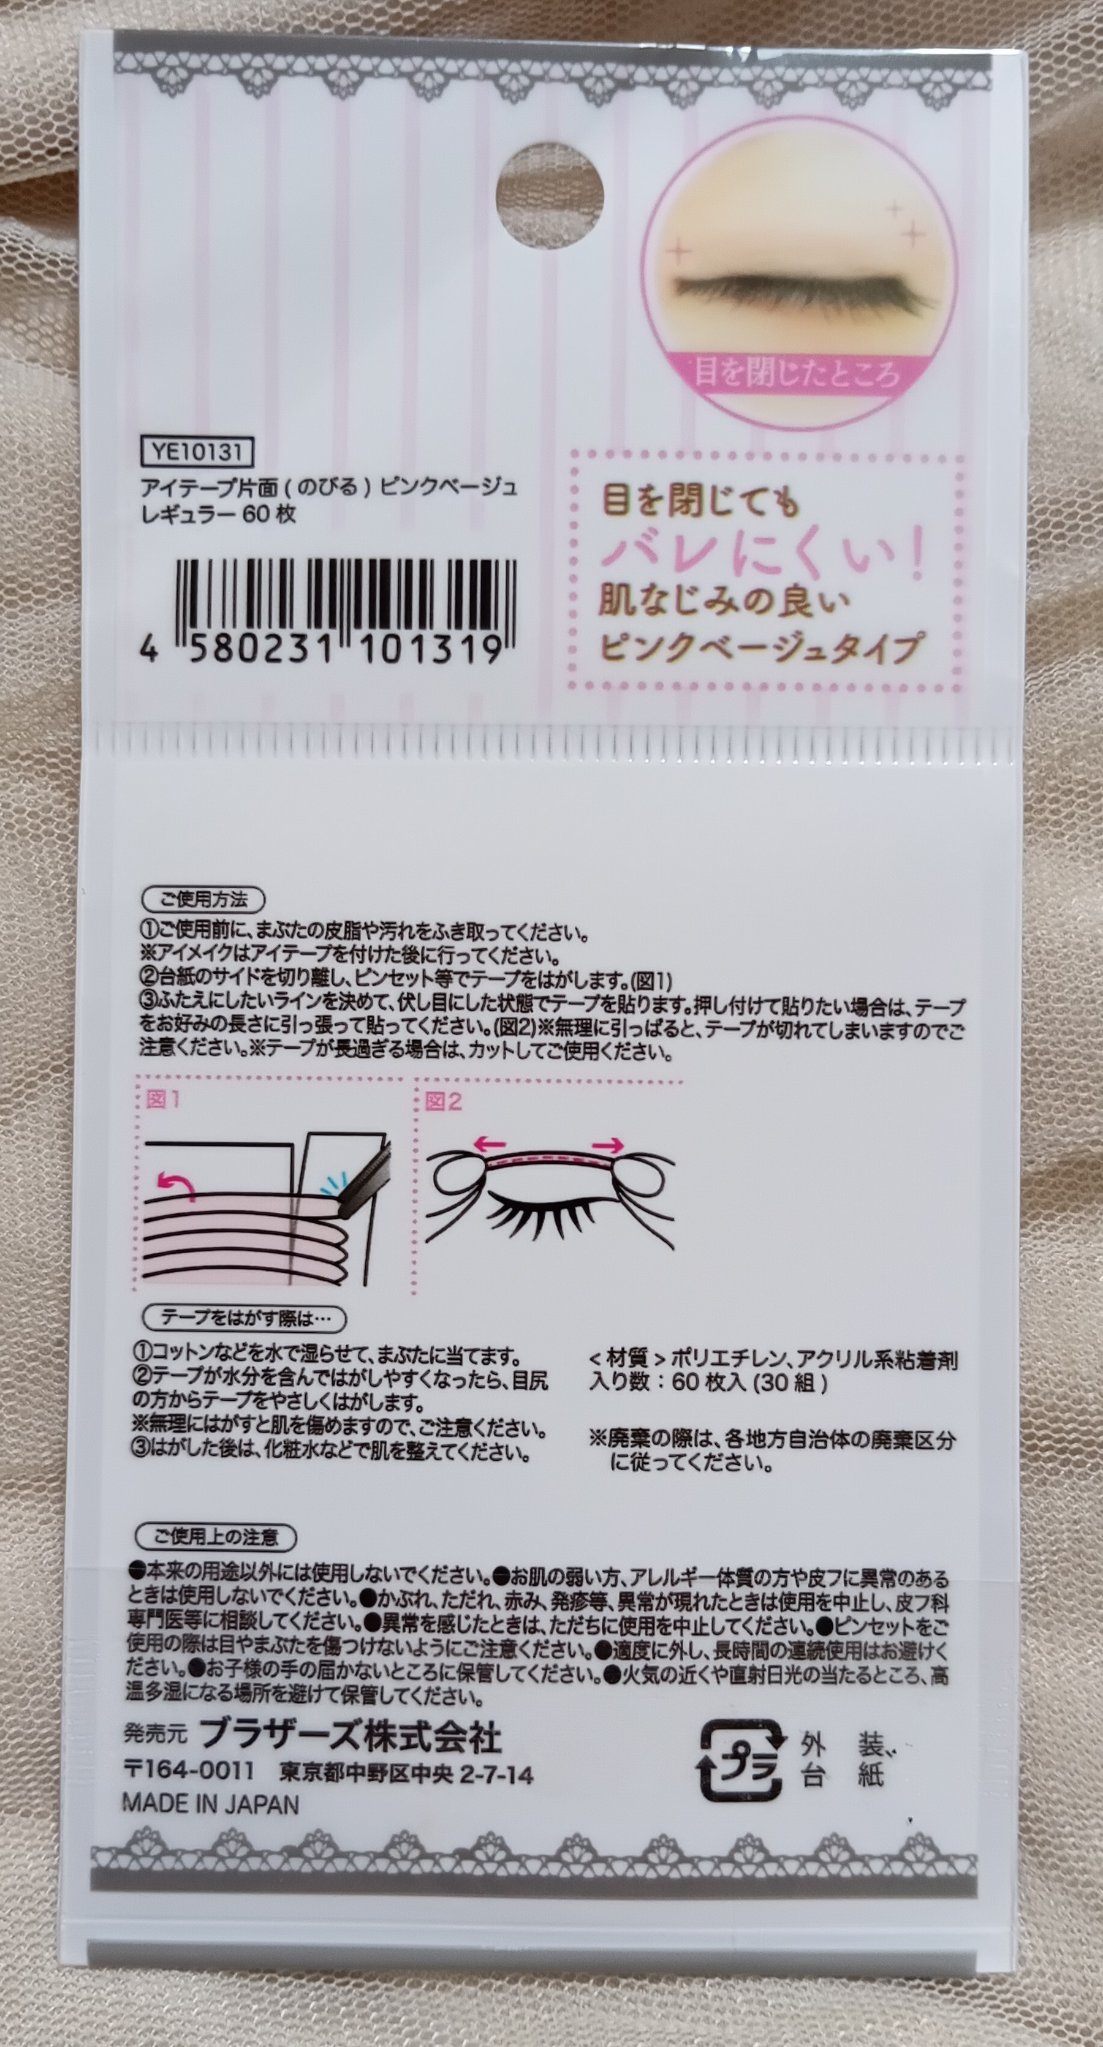 目を閉じたところ
YE10131
アイテープ片面(のびる)ピンクベージュ
レギュラー60枚
4 580231 101319
目を閉じても
バレにくい!
肌なじみの良い
ピンクベージュタイプ
ご使用方法
①ご使用前に、まぶたの皮脂や汚れをふき取ってください。
※アイメイクはアイテープを付けた後に行ってください。
②台紙のサイドを切り離し、ピンセット等でテープをはがします。(図1)
③ふたえにしたいラインを決めて、伏し目にした状態でテープを貼ります。押し付けて貼りたい場合は、テープ
をお好みの長さに引っ張って貼ってください。(図2)※無理に引っぱると、テープが切れてしまいますのでご
注意ください。※テープが長過ぎる場合は、カットしてご使用ください。
図1
図2
テープをはがす際は…
①コットンなどを水で湿らせて、まぶたに当てます。
②テープが水分を含んではがしやすくなったら、目尻
の方からテープをやさしくはがします。
※無理にはがすと肌を傷めますので、ご注意ください。
③はがした後は、化粧水などで肌を整えてください。
<材質>ポリエチレン、アクリル系粘着剤
入り数:60枚入(30組)
※廃棄の際は、各地方自治体の廃棄区分
に従ってください。
ご使用上の注意
●本来の用途以外には使用しないでください。●お肌の弱い方、アレルギー体質の方や皮フに異常のある
ときは使用しないでください。●かぶれ、ただれ、赤み、発疹等、異常が現れたときは使用を中止し、皮フ科
専門医等に相談してください。●異常を感じたときは、ただちに使用を中止してください。●ピンセットをご
使用の際は目やまぶたを傷つけないようにご注意ください。●適度に外し、長時間の連続使用はお避けく
ださい。●お子様の手の届かないところに保管してください。●火気の近くや直射日光の当たるところ、高
温多湿になる場所を避けて保管してください。
発売元 ブラザーズ株式会社
〒164-0011 東京都中野区中央2-7-14
MADE IN JAPAN
プラ
外装、
台紙